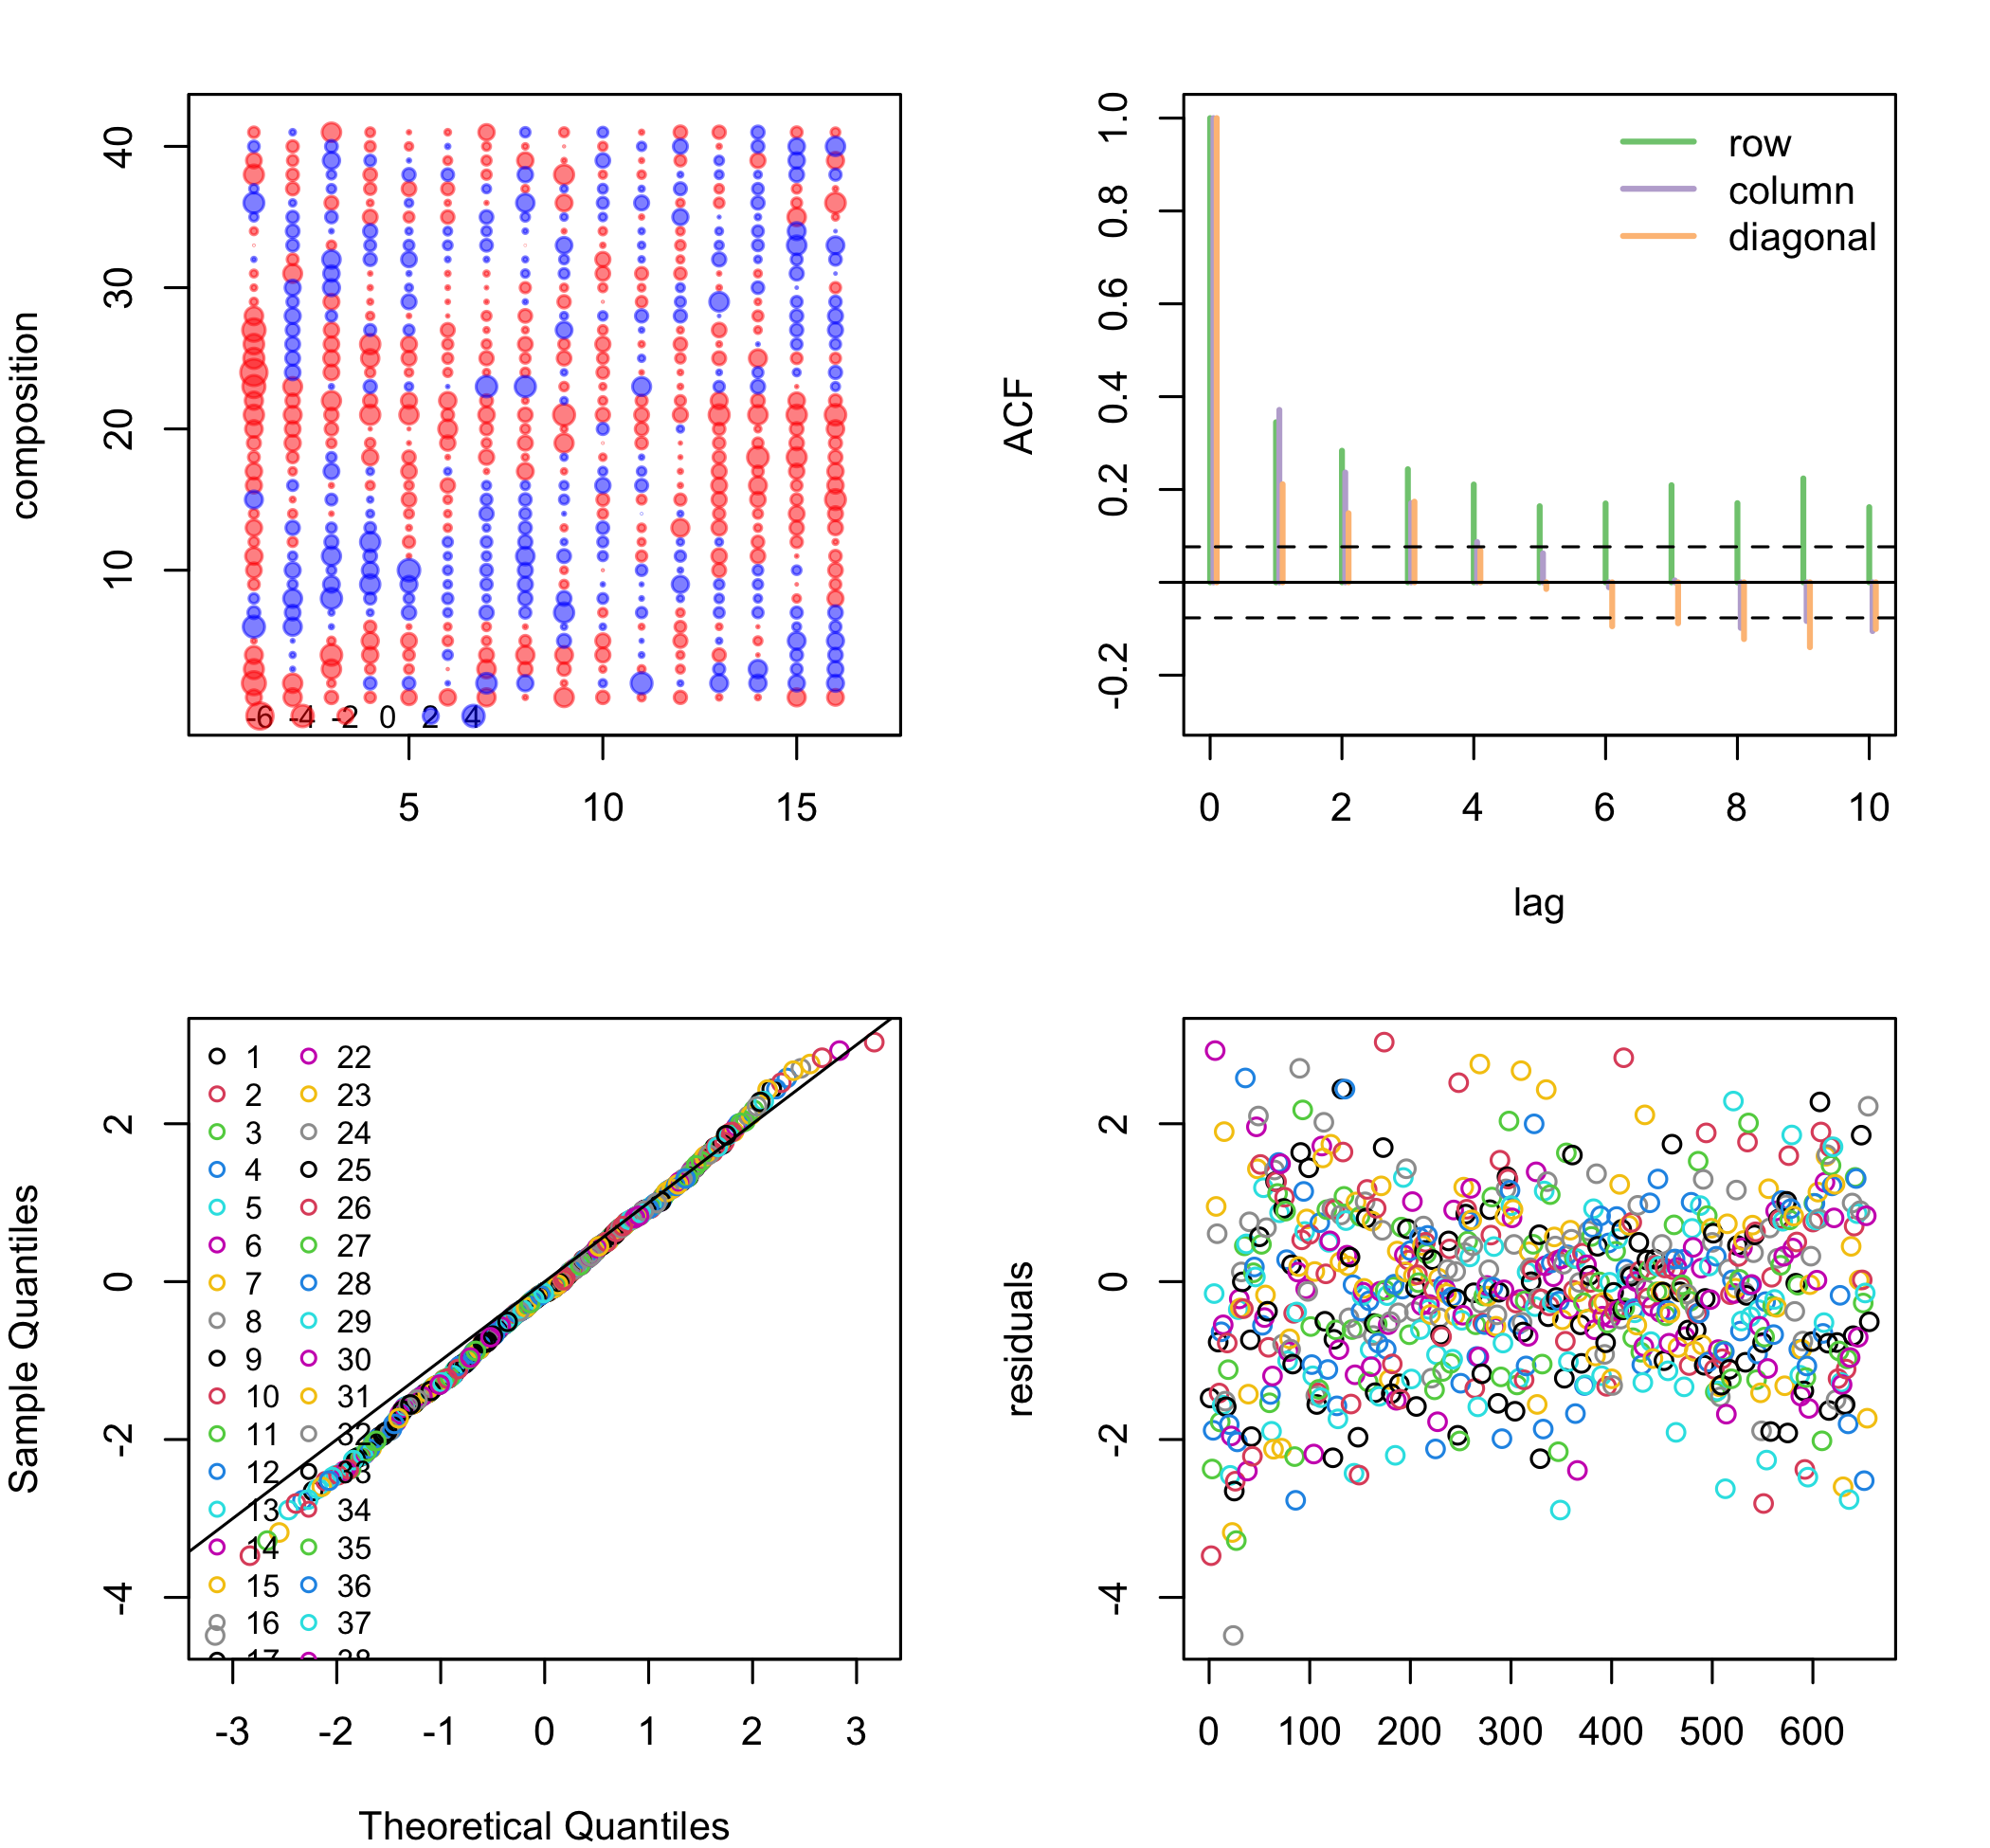 composition
40
30
20
10
-6 -4 -2 0 2 4
5 10 15
ACF
1.0
0.8
0.6
0.4
0.2
-0.2
row
column
diagonal
0 2 4 6 8 10
lag
Sample Quantiles
2
0
-2
-4
1 22
2 23
3 24
4 25
5 26
6 27
7 28
8 29
9 30
10 31
11 32
12 33
13 34
14 35
15 36
16 37
17 38
-3 -2 -1 0 1 2 3
Theoretical Quantiles
residuals
2
0
-2
-4
0 100 200 300 400 500 600